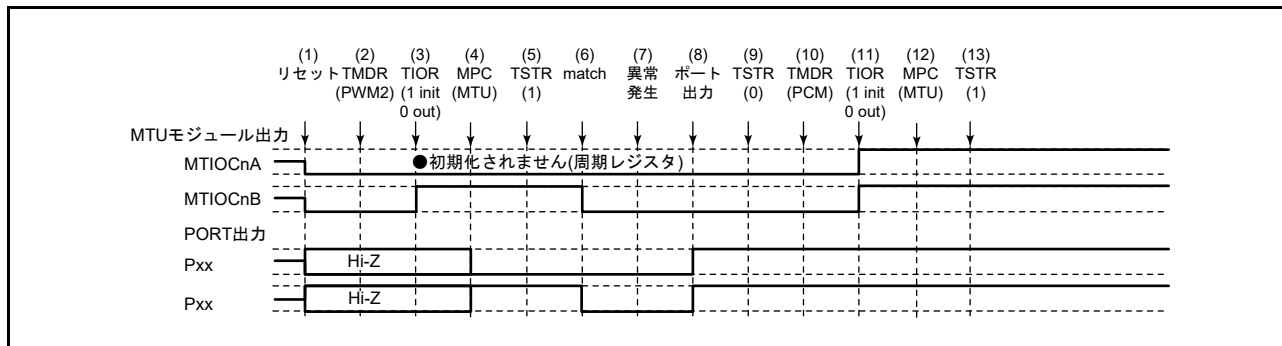 (1) (2) (3) (4) (5) (6) (7) (8) (9) (10) (11) (12) (13)
リセット TMDR TIOR MPC TSTR match 異常 ポート TSTR TMDR TIOR MPC TSTR
(PWM2) (1 init (MTU) (1) 発生 出力 (0) (PCM) (1 init (MTU) (1)
0 out) 0 out)
MTUモジュール出力
MTIOCnA ●初期化されません(周期レジスタ)
MTIOCnB
PORT出力
Pxx Hi-Z
Pxx Hi-Z